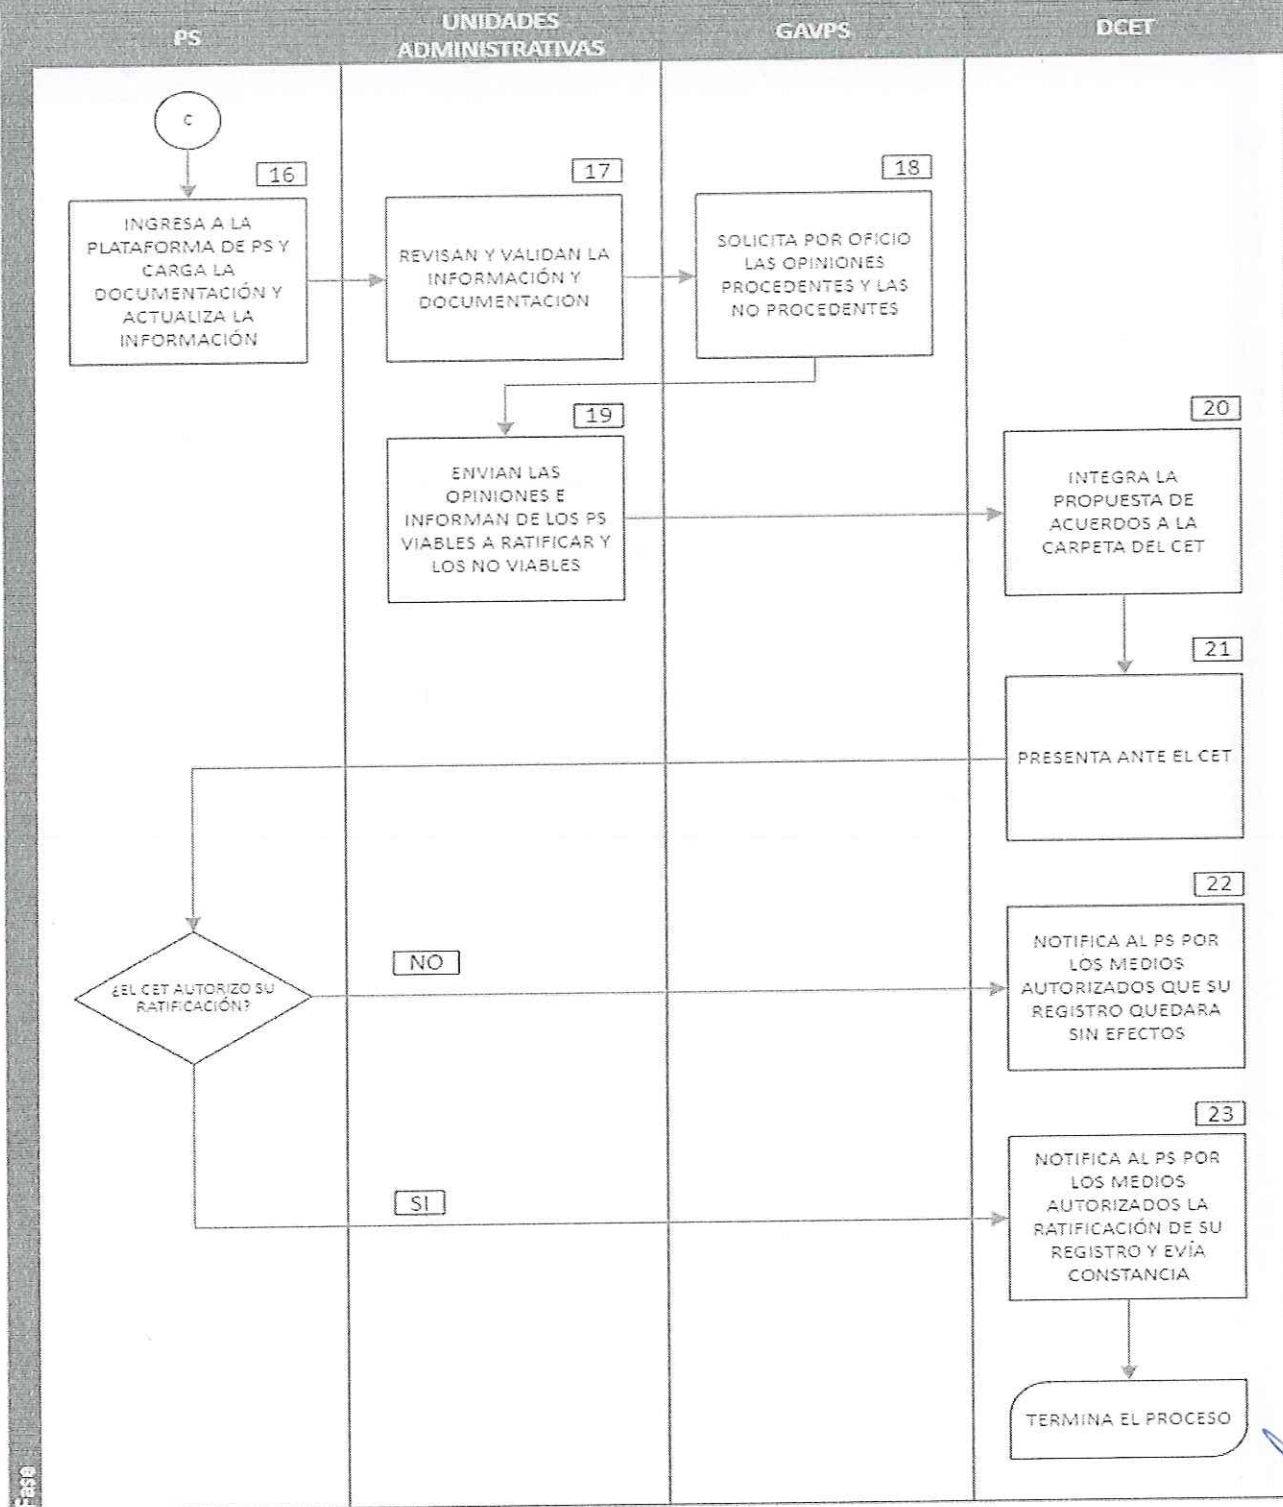 PS
UNIDADES
ADMINISTRATIVAS
GAVPS
DCET
C
16
INGRESA A LA
PLATAFORMA DE PS Y
CARGA LA
DOCUMENTACIÓN Y
ACTUALIZA LA
INFORMACIÓN
17
REVISAN Y VALIDAN LA
INFORMACIÓN Y
DOCUMENTACION
18
SOLICITA POR OFICIO
LAS OPINIONES
PROCEDENTES Y LAS
NO PROCEDENTES
19
ENVIAN LAS
OPINIONES E
INFORMAN DE LOS PS
VIABLES A RATIFICAR Y
LOS NO VIABLES
20
INTEGRA LA
PROPUESTA DE
ACUERDOS A LA
CARPETA DEL CET
21
PRESENTA ANTE EL CET
¿EL CET AUTORIZO SU
RATIFICACIÓN?
NO
22
NOTIFICA AL PS POR
LOS MEDIOS
AUTORIZADOS QUE SU
REGISTRO QUEDARA
SIN EFECTOS
SI
23
NOTIFICA AL PS POR
LOS MEDIOS
AUTORIZADOS LA
RATIFICACIÓN DE SU
REGISTRO Y EVÍA
CONSTANCIA
TERMINA EL PROCESO
Fase